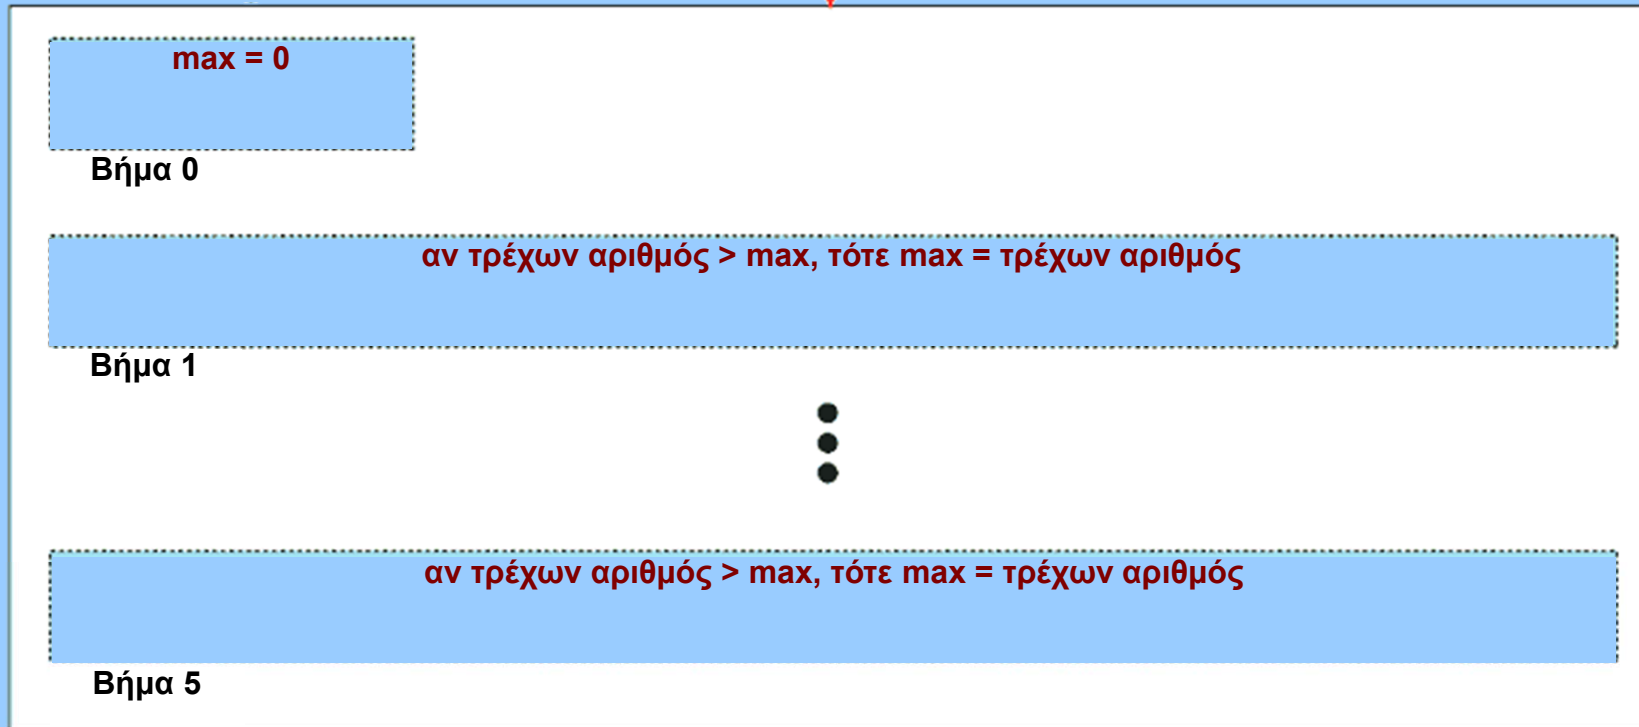 max = 0
Βήμα 0
αν τρέχων αριθμός > max, τότε max = τρέχων αριθμός
Βήμα 1
αν τρέχων αριθμός > max, τότε max = τρέχων αριθμός
Βήμα 5